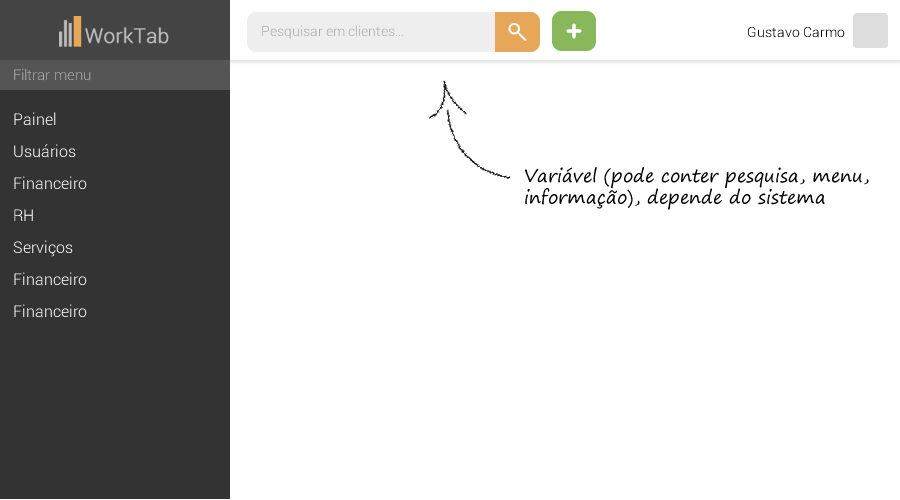 WorkTab
Pesquisar em clientes...
Gustavo Carmo
Filtrar menu
Painel
Usuários
Financeiro
RH
Serviços
Financeiro
Financeiro
Variável (pode conter pesquisa, menu,
informação), depende do sistema